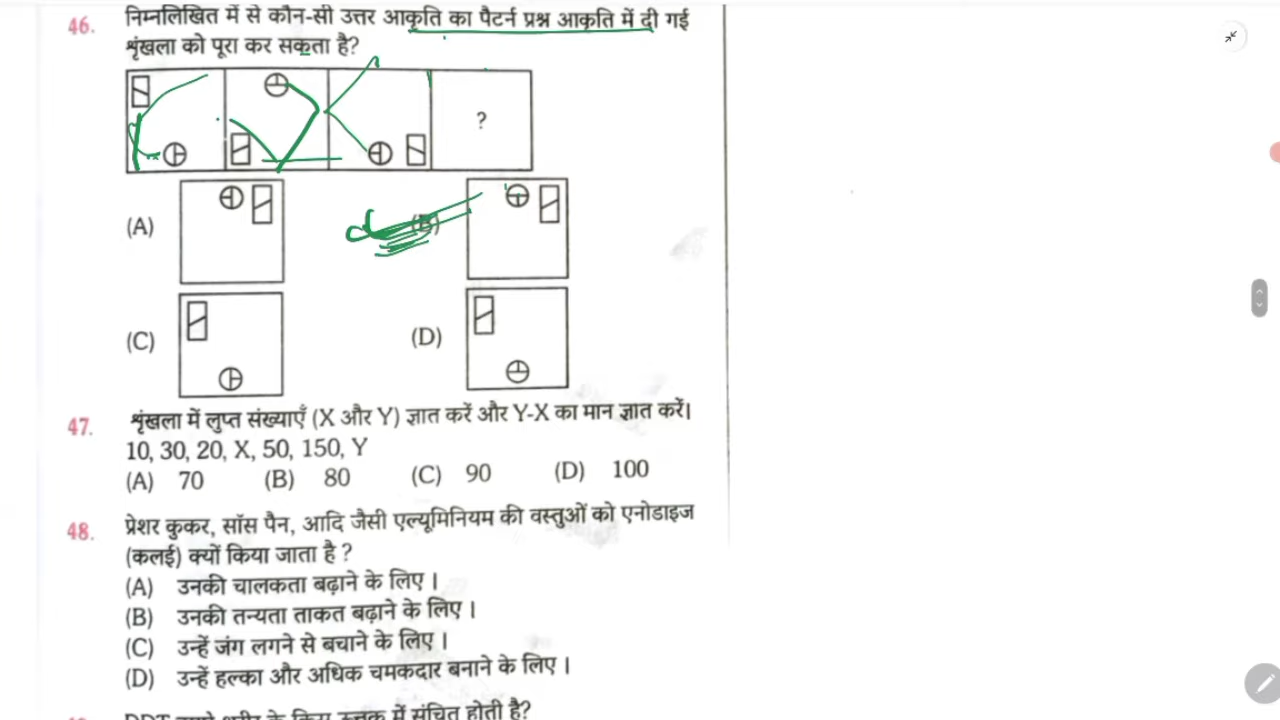 46. निम्नलिखित में से कौन-सी उत्तर आकृति का पैटर्न प्रश्न आकृति में दी गई
शृंखला को पूरा कर सकता है?
?
(A)
(B)
(C)
(D)
47. शृंखला में लुप्त संख्याएँ (X और Y) ज्ञात करें और Y-X का मान ज्ञात करें।
10, 30, 20, X, 50, 150, Y
(A) 70 (B) 80 (C) 90 (D) 100
48. प्रेशर कुकर, सॉस पैन, आदि जैसी एल्यूमिनियम की वस्तुओं को एनोडाइज
(कलई) क्यों किया जाता है ?
(A) उनकी चालकता बढ़ाने के लिए ।
(B) उनकी तन्यता ताकत बढ़ाने के लिए ।
(C) उन्हें जंग लगने से बचाने के लिए ।
(D) उन्हें हल्का और अधिक चमकदार बनाने के लिए ।
में संचित होती है?